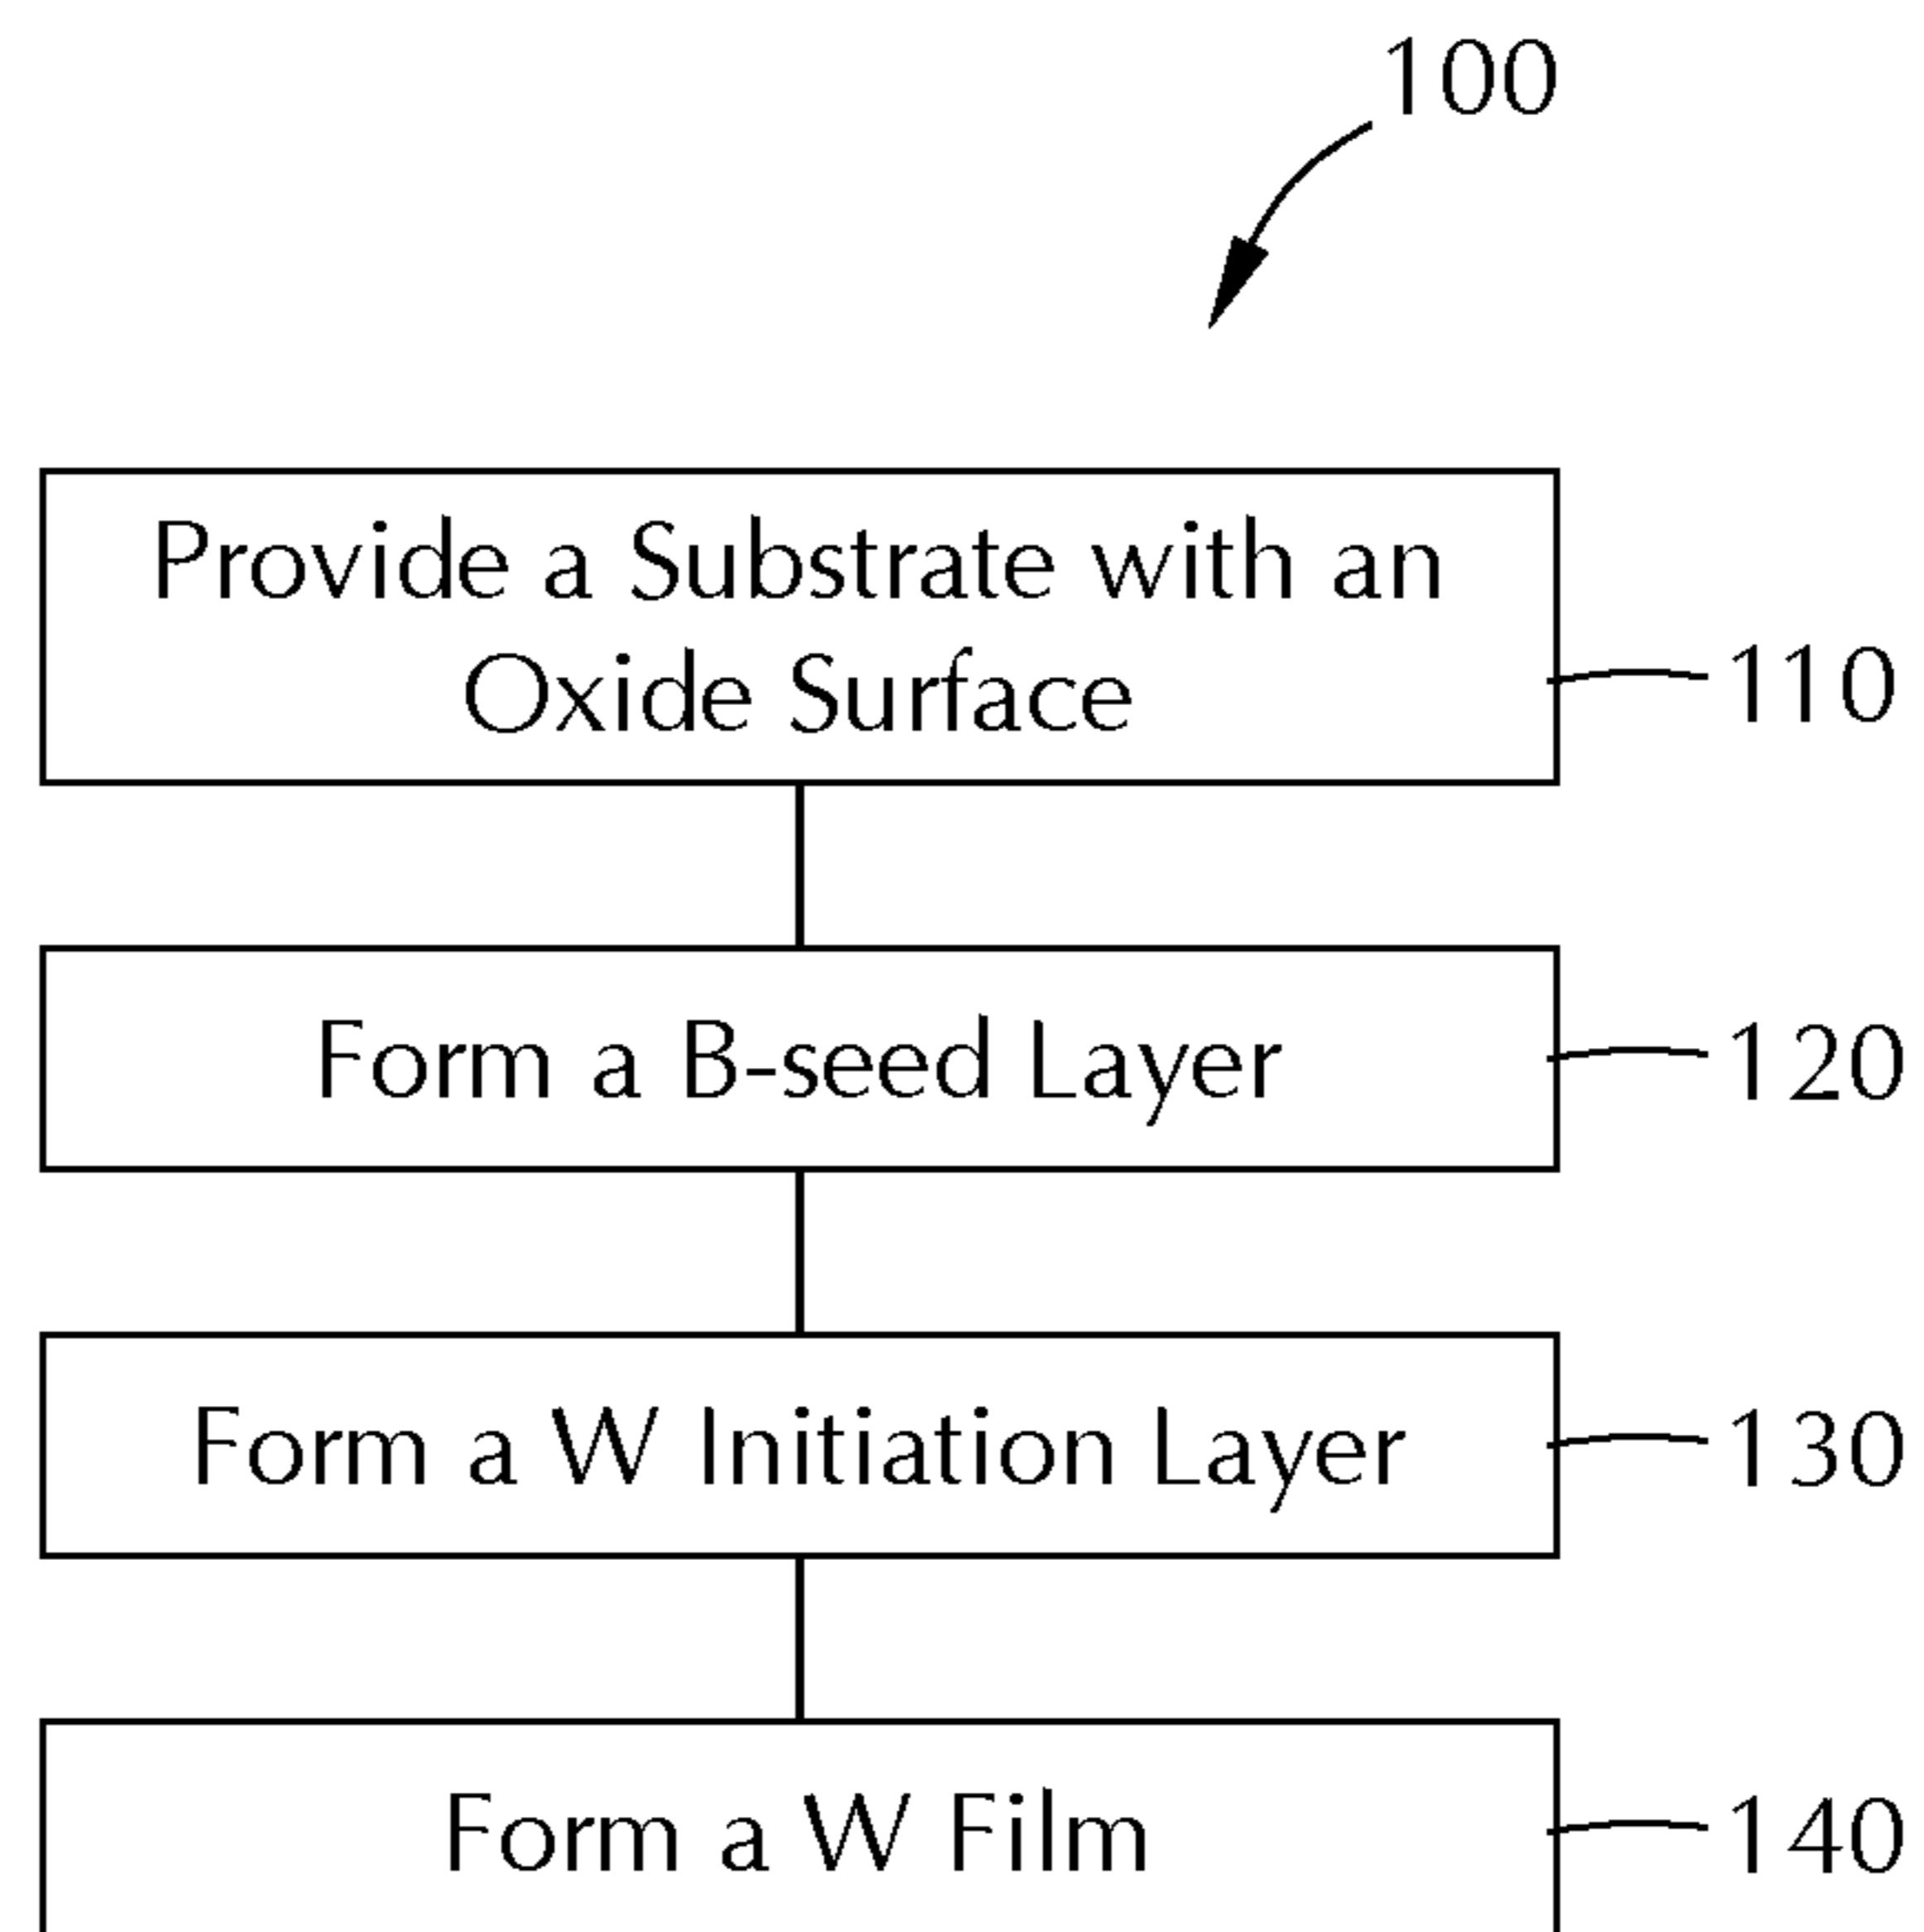 100
Provide a Substrate with an
Oxide Surface
110
Form a B-seed Layer
120
Form a W Initiation Layer
130
Form a W Film
140